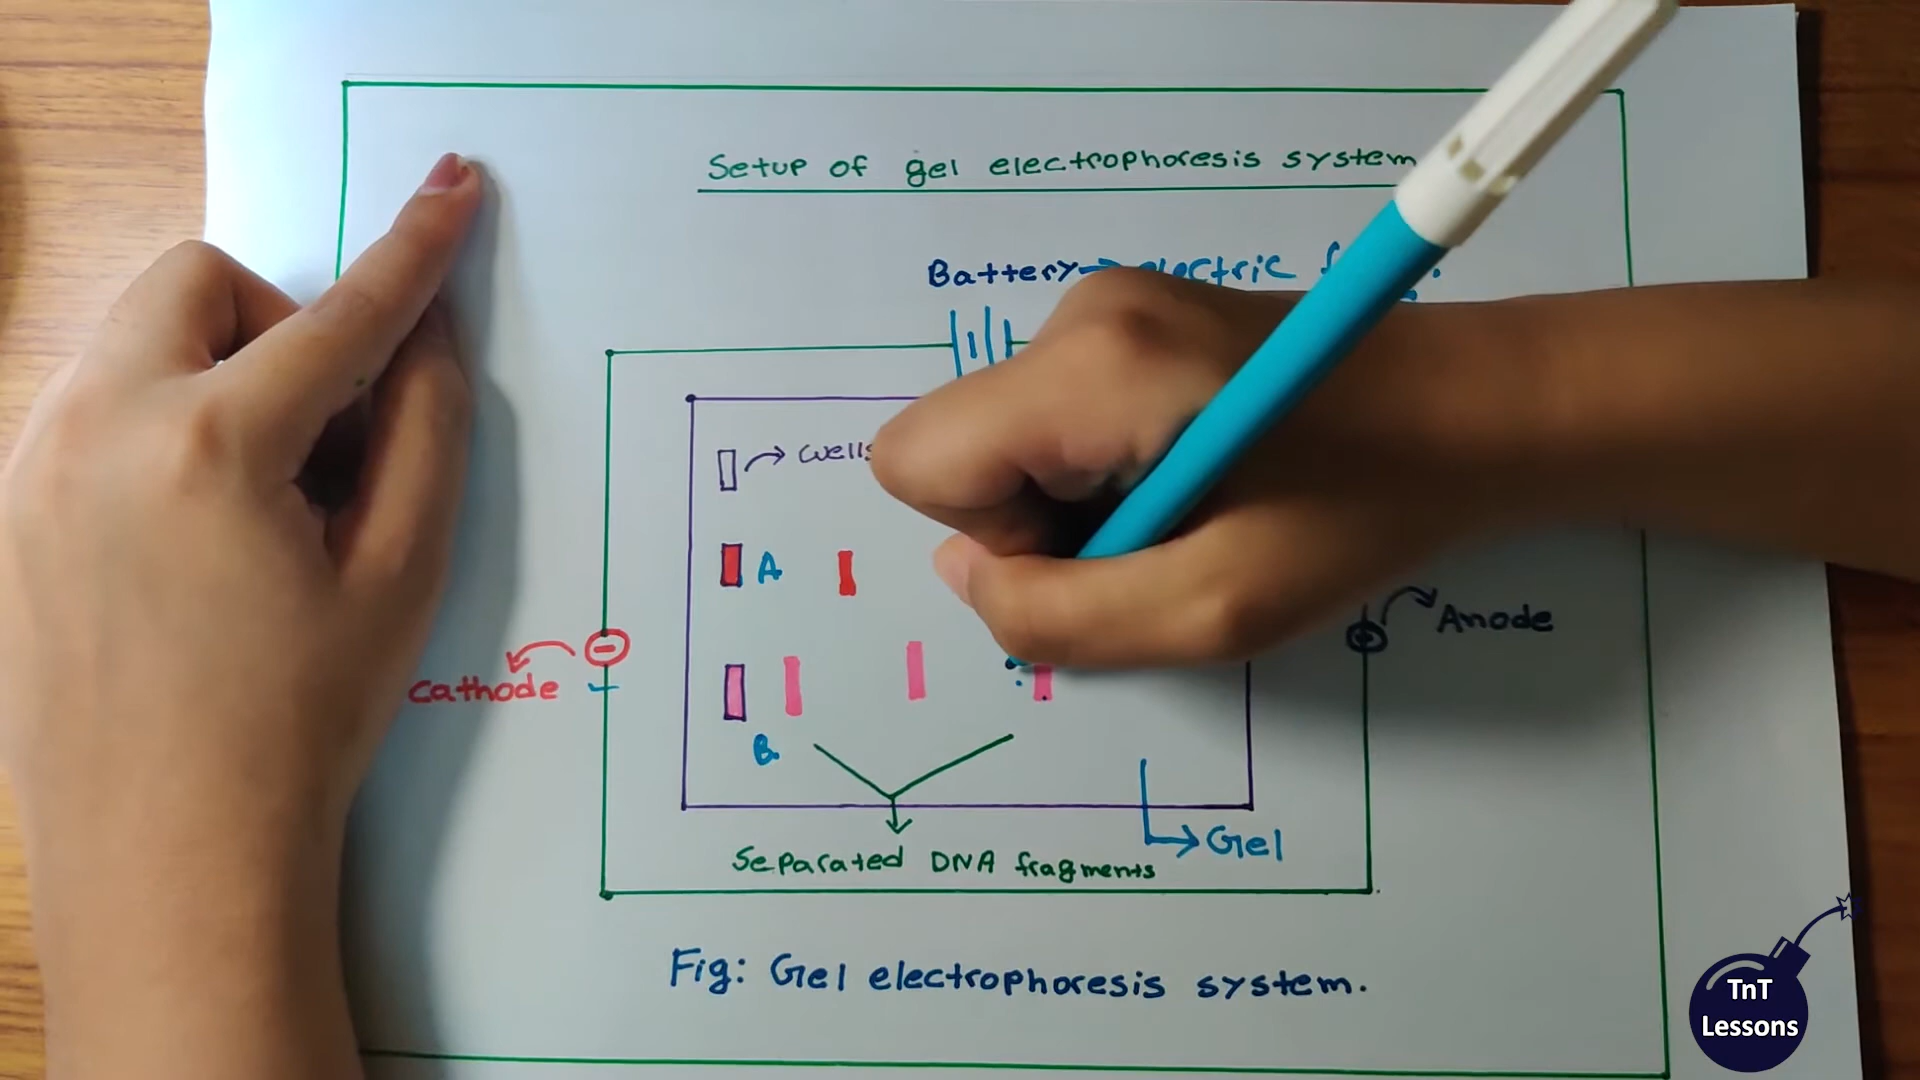 Setup of gel electrophoresis system
Battery → electric
Wells
A
Anode
Cathode
B.
Gel
Separated DNA fragments
Fig: Gel electrophoresis system.
TnT
Lessons